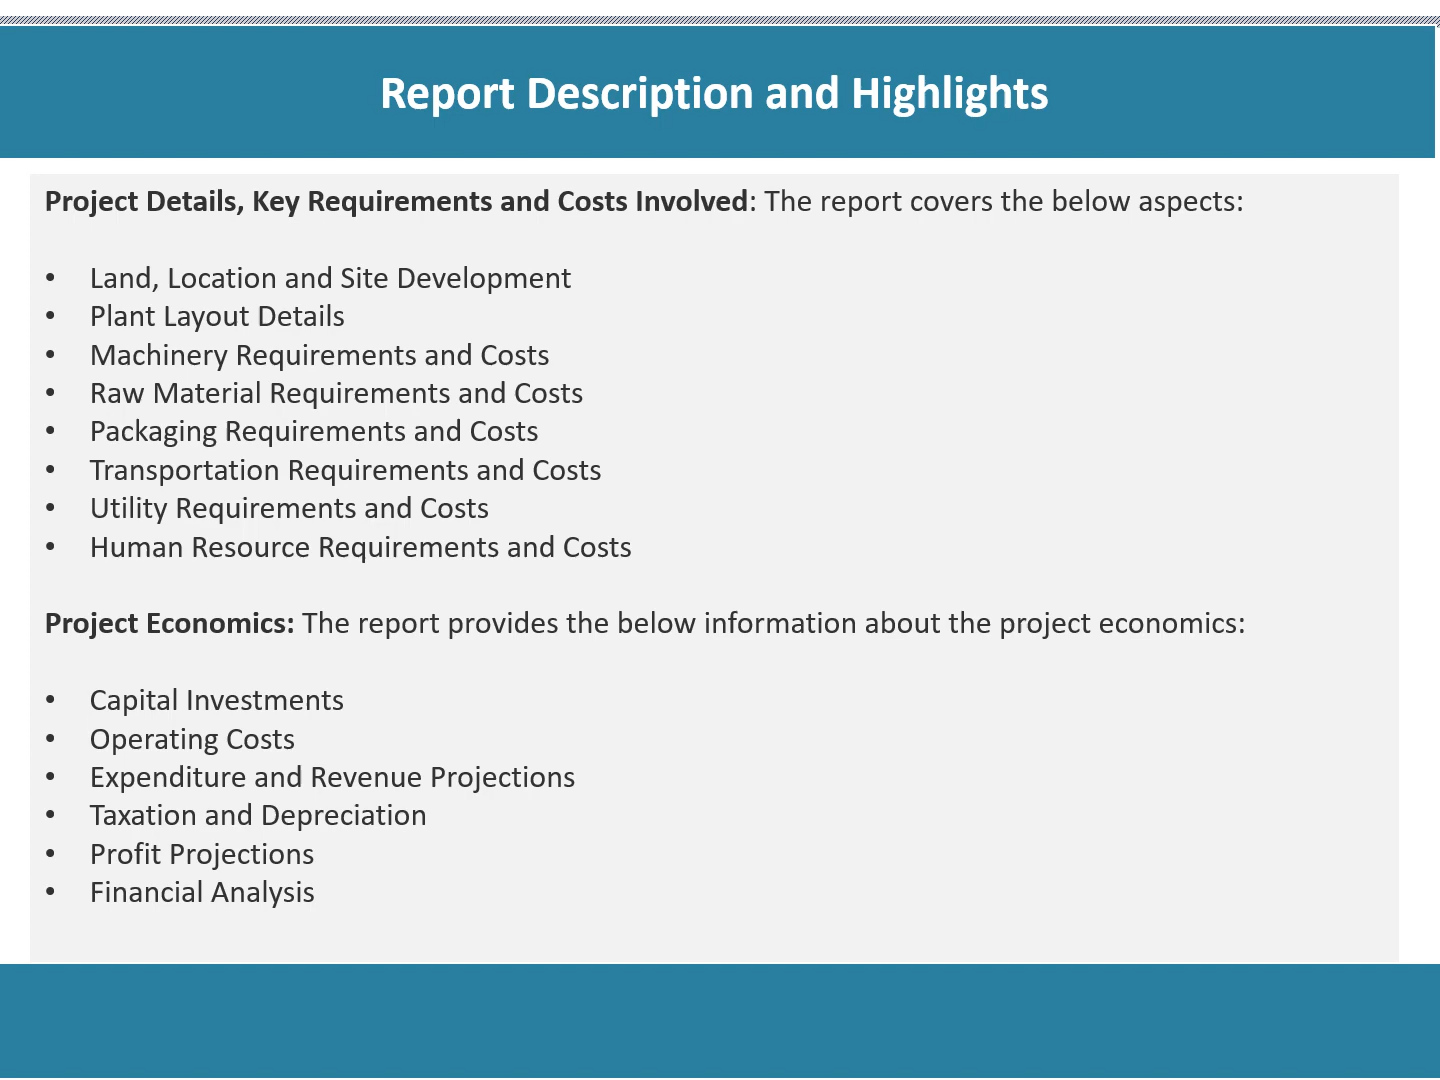 Report Description and Highlights
Project Details, Key Requirements and Costs Involved: The report covers the below aspects:
• Land, Location and Site Development
• Plant Layout Details
• Machinery Requirements and Costs
• Raw Material Requirements and Costs
• Packaging Requirements and Costs
• Transportation Requirements and Costs
• Utility Requirements and Costs
• Human Resource Requirements and Costs
Project Economics: The report provides the below information about the project economics:
• Capital Investments
• Operating Costs
• Expenditure and Revenue Projections
• Taxation and Depreciation
• Profit Projections
• Financial Analysis